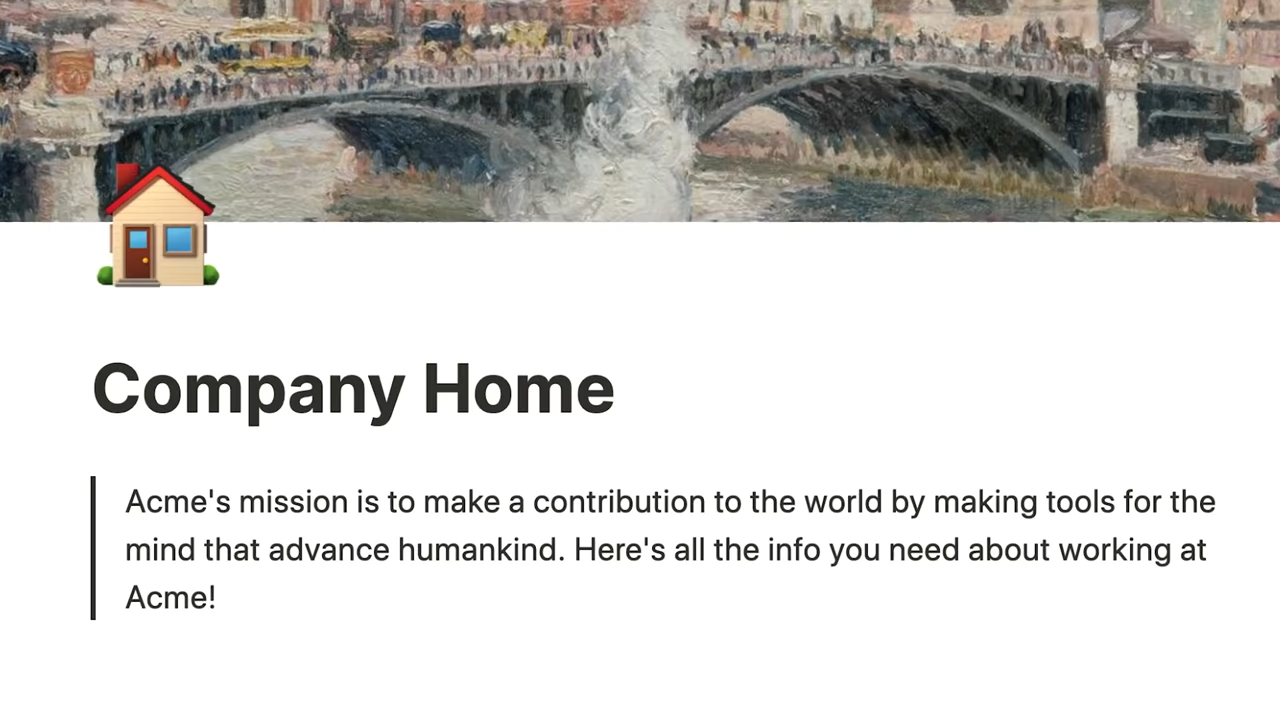 Company Home
Acme's mission is to make a contribution to the world by making tools for the
mind that advance humankind. Here's all the info you need about working at
Acme!